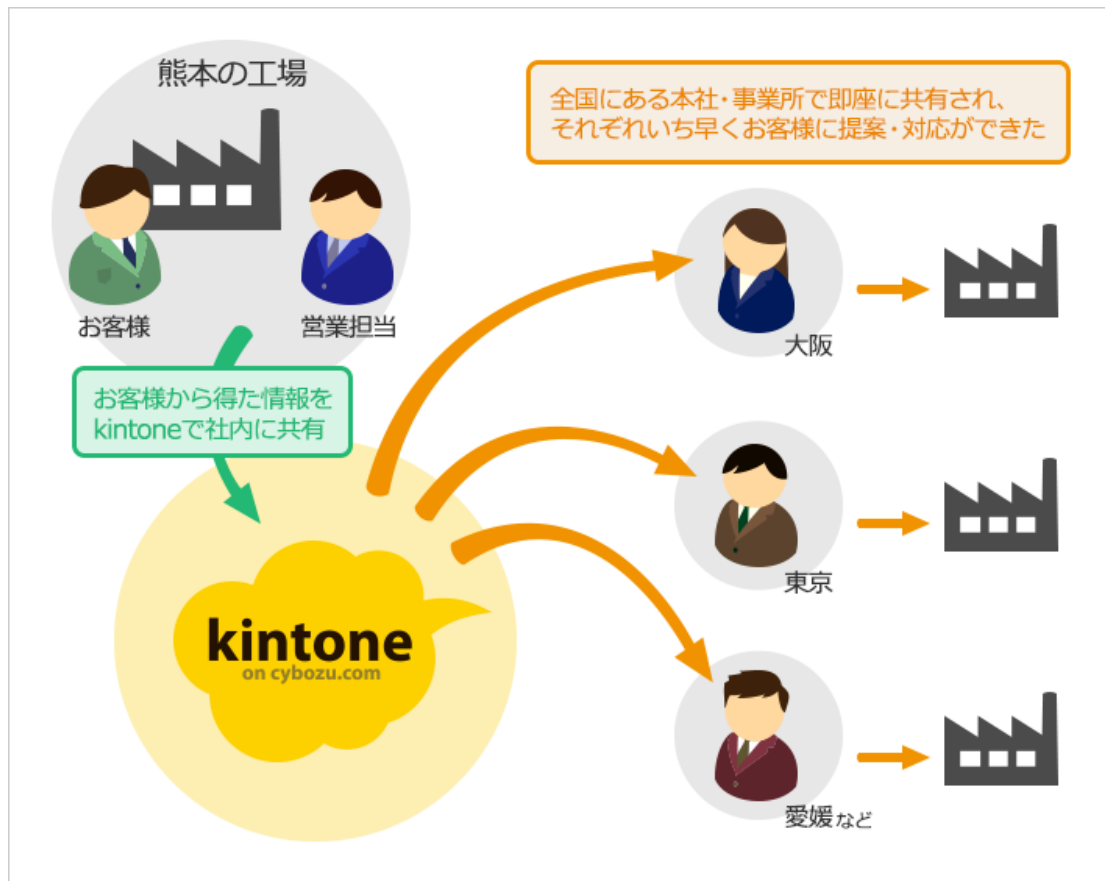 熊本の工場
お客様
営業担当
お客様から得た情報を
kintoneで社内に共有
kintone
on cybozu.com
全国にある本社・事業所で即座に共有され、
それぞれいち早くお客様に提案・対応ができた
大阪
東京
愛媛など